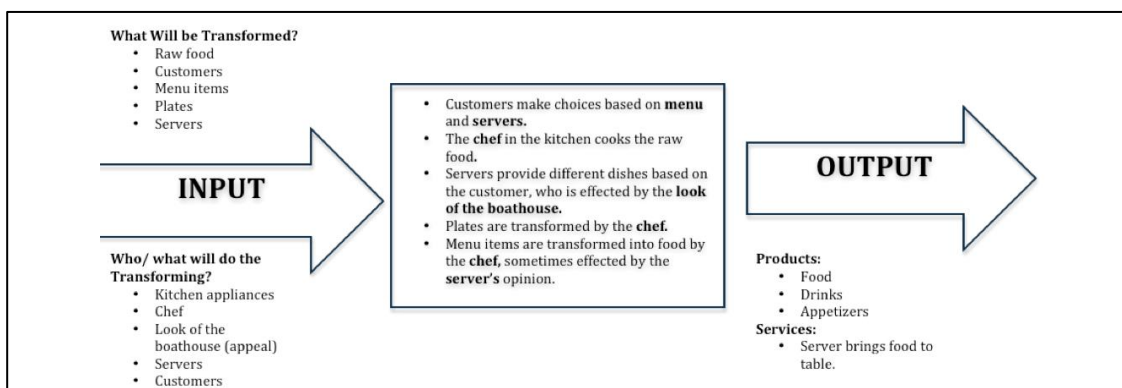 What Will be Transformed?
• Raw food
• Customers
• Menu items
• Plates
• Servers
INPUT
Who/ what will do the
Transforming?
• Kitchen appliances
• Chef
• Look of the
boathouse (appeal)
• Servers
• Customers
• Customers make choices based on menu
and servers.
• The chef in the kitchen cooks the raw
food.
• Servers provide different dishes based on
the customer, who is effected by the look
of the boathouse.
• Plates are transformed by the chef.
• Menu items are transformed into food by
the chef, sometimes effected by the
server's opinion.
OUTPUT
Products:
• Food
• Drinks
• Appetizers
Services:
• Server brings food to
table.